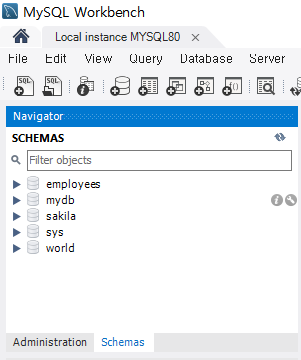 MySQL Workbench
Local instance MYSQL80 ×
File Edit View Query Database Server
SQL SQL
Navigator
SCHEMAS
Filter objects
employees
mydb
sakila
sys
world
Administration Schemas